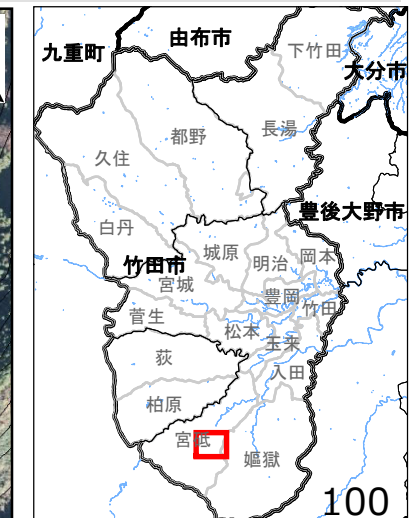 由布市
九重町
下竹田
大分市
都野
長湯
久住
豊後大野市
白丹
城原
明治
岡本
竹田市
宮城
豊岡
竹田
菅生
松本
玉来
荻
入田
柏原
宮砥
嫗獄
100